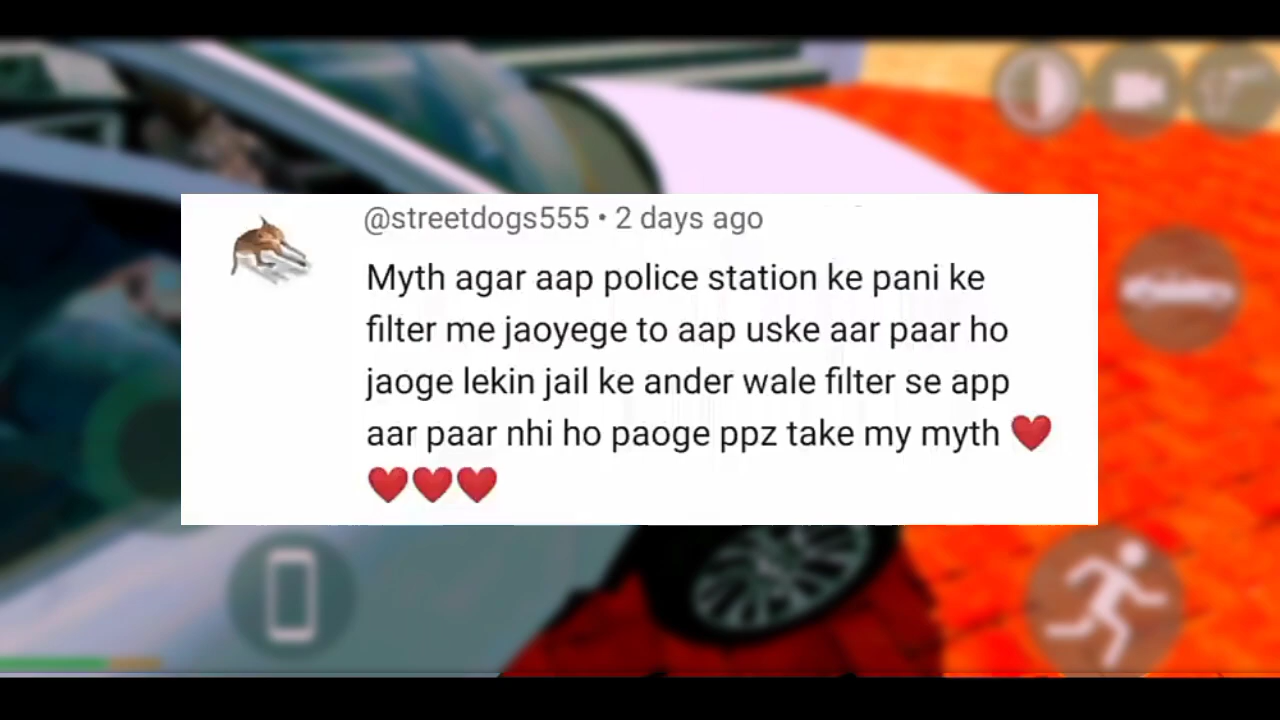 @streetdogs555 • 2 days ago
Myth agar aap police station ke pani ke
filter me jaoyege to aap uske aar paar ho
jaoge lekin jail ke ander wale filter se app
aar paar nhi ho paoge ppz take my myth ❤️
❤️❤️❤️